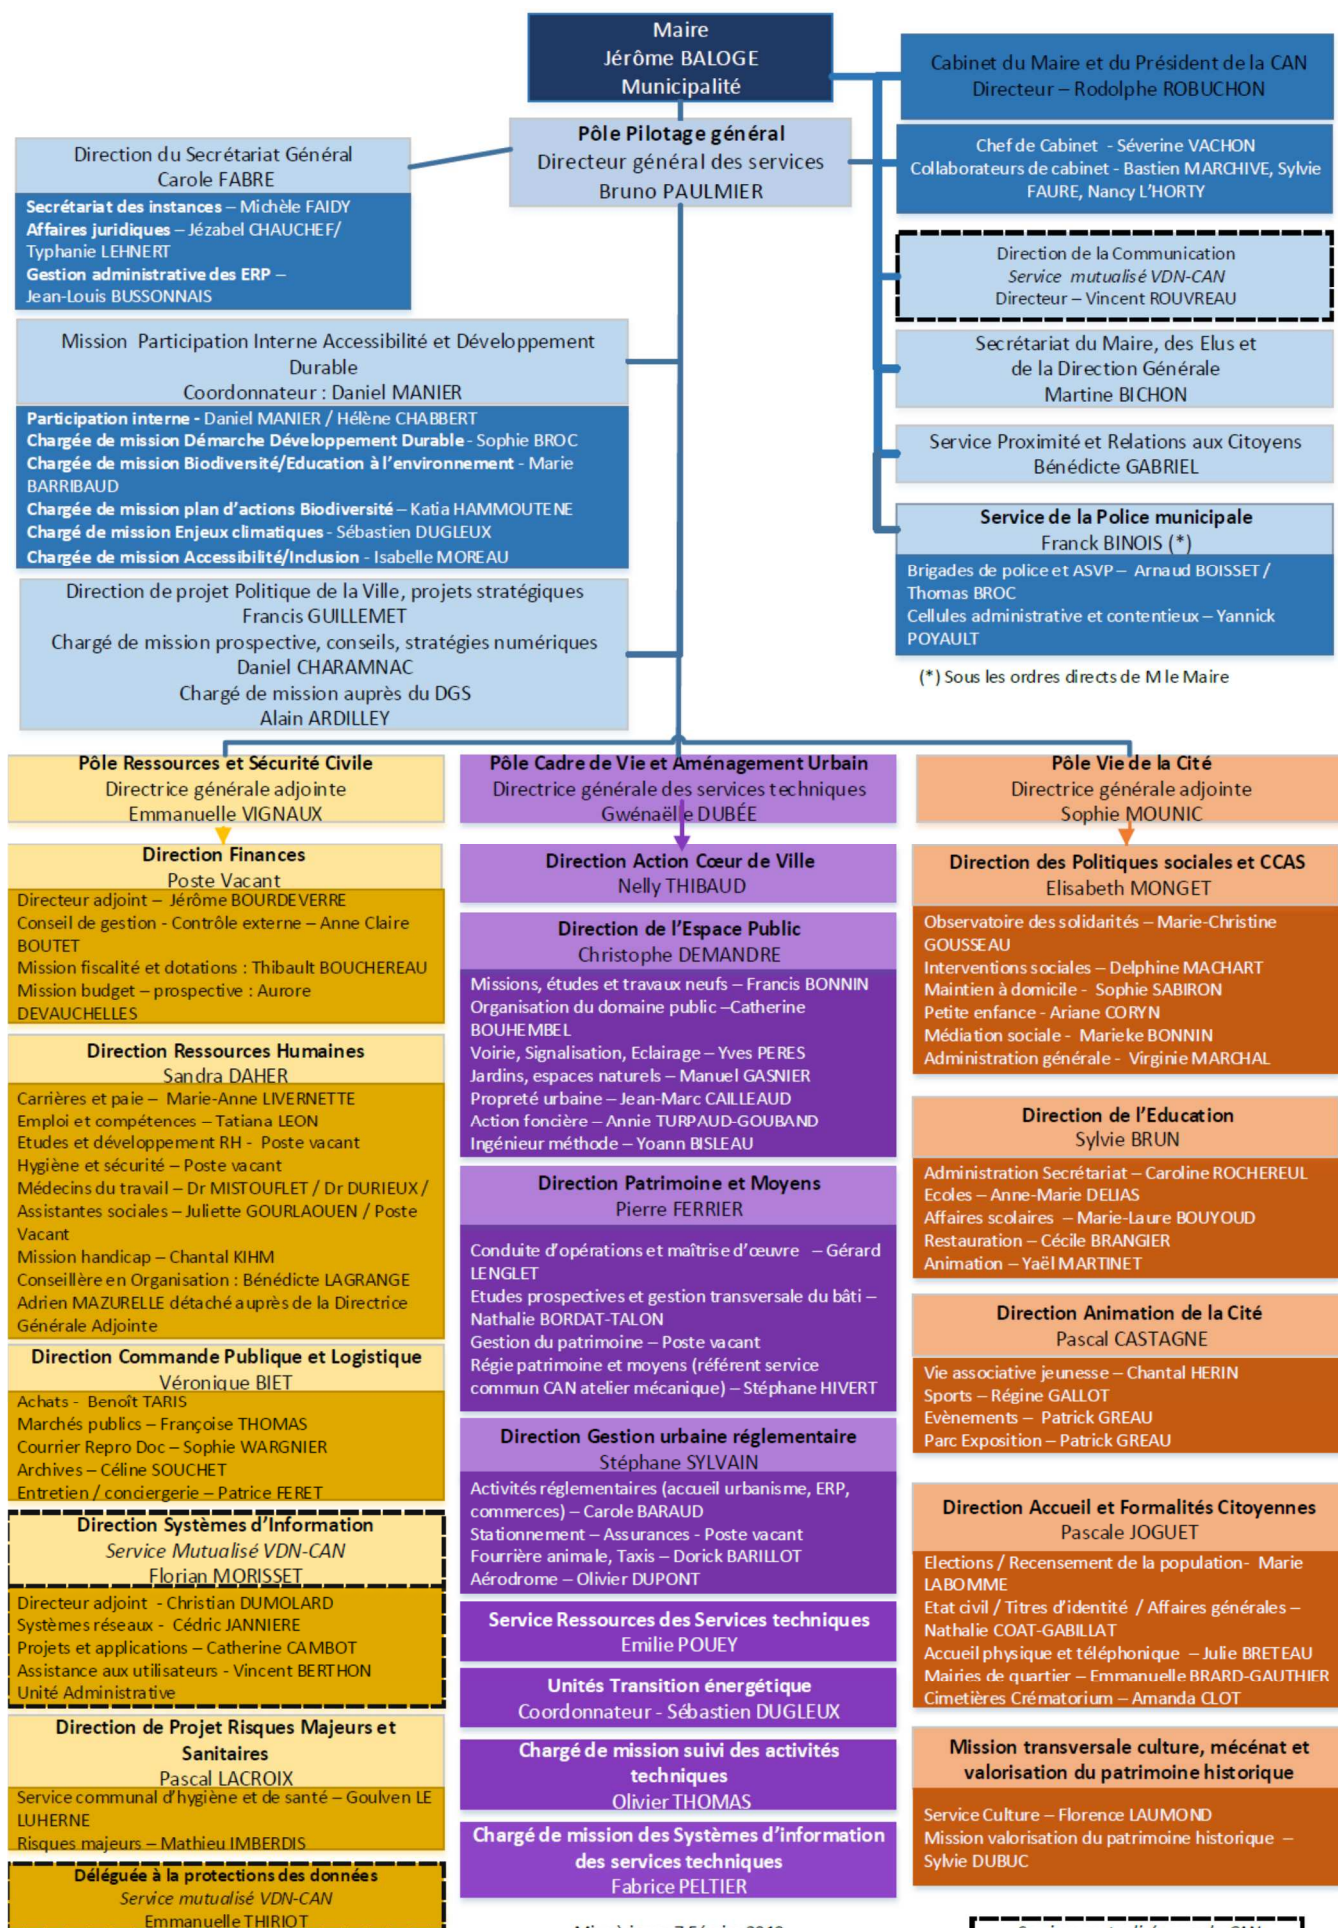 Maire
Jérôme BALOGE
Municipalité
Cabinet du Maire et du Président de la CAN
Directeur – Rodolphe ROBUCHON
Pôle Pilotage général
Directeur général des services
Bruno PAULMIER
Chef de Cabinet - Séverine VACHON
Collaborateurs de cabinet - Bastien MARCHIVE, Sylvie
FAURE, Nancy L'HORTY
Direction du Secrétariat Général
Carole FABRE
Secrétariat des instances – Michèle FAIDY
Affaires juridiques – Jézabel CHAUCHEF/
Typhanie LEHNERT
Gestion administrative des ERP –
Jean-Louis BUSSONNAIS
Direction de la Communication
Service mutualisé VDN-CAN
Directeur – Vincent ROUVREAU
Secrétariat du Maire, des Elus et
de la Direction Générale
Martine BICHON
Service Proximité et Relations aux Citoyens
Bénédicte GABRIEL
Service de la Police municipale
Franck BINOIS (*)
Brigades de police et ASVP – Arnaud BOISSET /
Thomas BROC
Cellules administrative et contentieux – Yannick
POYAULT
(*) Sous les ordres directs de M le Maire
Mission Participation Interne Accessibilité et Développement
Durable
Coordonnateur : Daniel MANIER
Participation interne - Daniel MANIER / Hélène CHABBERT
Chargée de mission Démarche Développement Durable - Sophie BROC
Chargée de mission Biodiversité/Education à l'environnement - Marie
BARRIBAUD
Chargée de mission plan d'actions Biodiversité – Katia HAMMOUTENE
Chargé de mission Enjeux climatiques - Sébastien DUGLEUX
Chargée de mission Accessibilité/Inclusion - Isabelle MOREAU
Direction de projet Politique de la Ville, projets stratégiques
Francis GUILLEMET
Chargé de mission prospective, conseils, stratégies numériques
Daniel CHARAMNAC
Chargé de mission auprès du DGS
Alain ARDILLEY
Pôle Ressources et Sécurité Civile
Directrice générale adjointe
Emmanuelle VIGNAUX
Direction Finances
Poste Vacant
Directeur adjoint – Jérôme BOURDEVERRE
Conseil de gestion - Contrôle externe – Anne Claire
BOUTET
Mission fiscalité et dotations : Thibault BOUCHEREAU
Mission budget – prospective : Aurore
DEVAUCHELLES
Direction Ressources Humaines
Sandra DAHER
Carrières et paie – Marie-Anne LIVERNETTE
Emploi et compétences – Tatiana LEON
Etudes et développement RH - Poste vacant
Hygiène et sécurité – Poste vacant
Médecins du travail – Dr MISTOUFLET / Dr DURIEUX /
Assistantes sociales – Juliette GOURLAOUEN / Poste
Vacant
Mission handicap – Chantal KIHM
Conseillère en Organisation : Bénédicte LAGRANGE
Adrien MAZURELLE détaché auprès de la Directrice
Générale Adjointe
Direction Commande Publique et Logistique
Véronique BIET
Achats - Benoît TARIS
Marchés publics – Françoise THOMAS
Courrier Repro Doc – Sophie WARGNIER
Archives – Céline SOUCHET
Entretien / conciergerie – Patrice FERET
Direction Systèmes d'Information
Service Mutualisé VDN-CAN
Florian MORISSET
Directeur adjoint - Christian DUMOLARD
Systèmes réseaux - Cédric JANNIERE
Projets et applications – Catherine CAMBOT
Assistance aux utilisateurs - Vincent BERTHON
Unité Administrative
Direction de Projet Risques Majeurs et
Sanitaires
Pascal LACROIX
Service communal d'hygiène et de santé – Goulven LE
LUHERNE
Risques majeurs – Mathieu IMBERDIS
Déléguée à la protections des données
Service mutualisé VDN-CAN
Emmanuelle THIRIOT
Pôle Cadre de Vie et Aménagement Urbain
Directrice générale des services techniques
Gwénaëlle DUBÉE
Direction Action Cœur de Ville
Nelly THIBAUD
Direction de l'Espace Public
Christophe DEMANDRE
Missions, études et travaux neufs – Francis BONNIN
Organisation du domaine public –Catherine
BOUHEMBEL
Voirie, Signalisation, Eclairage – Yves PERES
Jardins, espaces naturels – Manuel GASNIER
Propreté urbaine – Jean-Marc CAILLEAUD
Action foncière – Annie TURPAUD-GOUBAND
Ingénieur méthode – Yoann BISLEAU
Direction Patrimoine et Moyens
Pierre FERRIER
Conduite d'opérations et maîtrise d'œuvre – Gérard
LENGLET
Etudes prospectives et gestion transversale du bâti –
Nathalie BORDAT-TALON
Gestion du patrimoine – Poste vacant
Régie patrimoine et moyens (référent service
commun CAN atelier mécanique) – Stéphane HIVERT
Direction Gestion urbaine réglementaire
Stéphane SYLVAIN
Activités réglementaires (accueil urbanisme, ERP,
commerces) – Carole BARAUD
Stationnement – Assurances - Poste vacant
Fourrière animale, Taxis – Dorick BARILLOT
Aérodrome – Olivier DUPONT
Service Ressources des Services techniques
Emilie POUEY
Unités Transition énergétique
Coordonnateur - Sébastien DUGLEUX
Chargé de mission suivi des activités
techniques
Olivier THOMAS
Chargé de mission des Systèmes d'information
des services techniques
Fabrice PELTIER
Pôle Vie de la Cité
Directrice générale adjointe
Sophie MOUNIC
Direction des Politiques sociales et CCAS
Elisabeth MONGET
Observatoire des solidarités – Marie-Christine
GOUSSEAU
Interventions sociales – Delphine MACHART
Maintien à domicile - Sophie SABIRON
Petite enfance - Ariane CORYN
Médiation sociale - Marieke BONNIN
Administration générale - Virginie MARCHAL
Direction de l'Education
Sylvie BRUN
Administration Secrétariat – Caroline ROCHEREUL
Ecoles – Anne-Marie DELIAS
Affaires scolaires – Marie-Laure BOUYOUD
Restauration – Cécile BRANGIER
Animation – Yaël MARTINET
Direction Animation de la Cité
Pascal CASTAGNE
Vie associative jeunesse – Chantal HERIN
Sports – Régine GALLOT
Evènements – Patrick GREAU
Parc Exposition – Patrick GREAU
Direction Accueil et Formalités Citoyennes
Pascale JOGUET
Elections / Recensement de la population- Marie
LABOMME
Etat civil / Titres d'identité / Affaires générales –
Nathalie COAT-GABILLAT
Accueil physique et téléphonique – Julie BRETEAU
Mairies de quartier – Emmanuelle BRARD-GAUTHIER
Cimetières Crématorium – Amanda CLOT
Mission transversale culture, mécénat et
valorisation du patrimoine historique
Service Culture – Florence LAUMOND
Mission valorisation du patrimoine historique –
Sylvie DUBUC